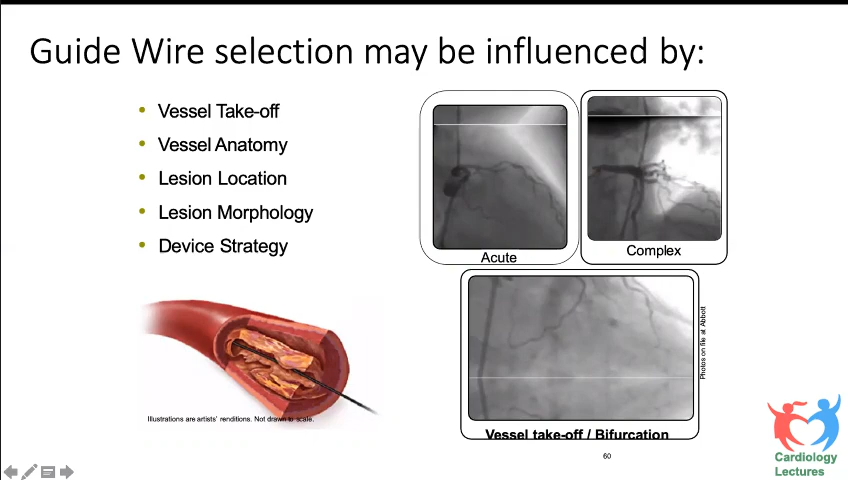 Guide Wire selection may be influenced by:
• Vessel Take-off
• Vessel Anatomy
• Lesion Location
• Lesion Morphology
• Device Strategy
Acute
Complex
Photos on file at Abbott
Illustrations are artists' renditions. Not drawn to scale.
Vessel take-off / Bifurcation
60
Cardiology
Lectures